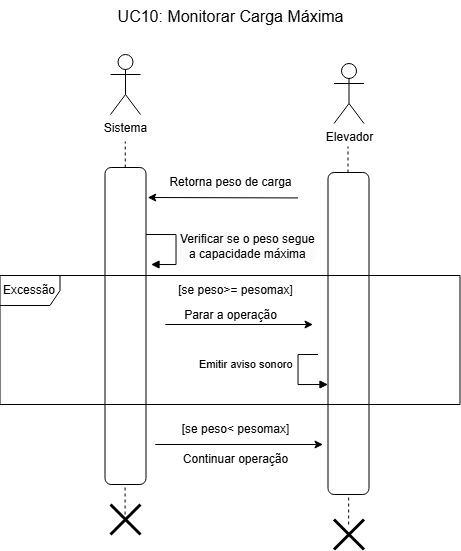 UC10: Monitorar Carga Máxima
Sistema
Elevador
Retorna peso de carga
Verificar se o peso segue
a capacidade máxima
Excessão
[se peso>= pesomax]
Parar a operação
Emitir aviso sonoro
[se peso< pesomax]
Continuar operação